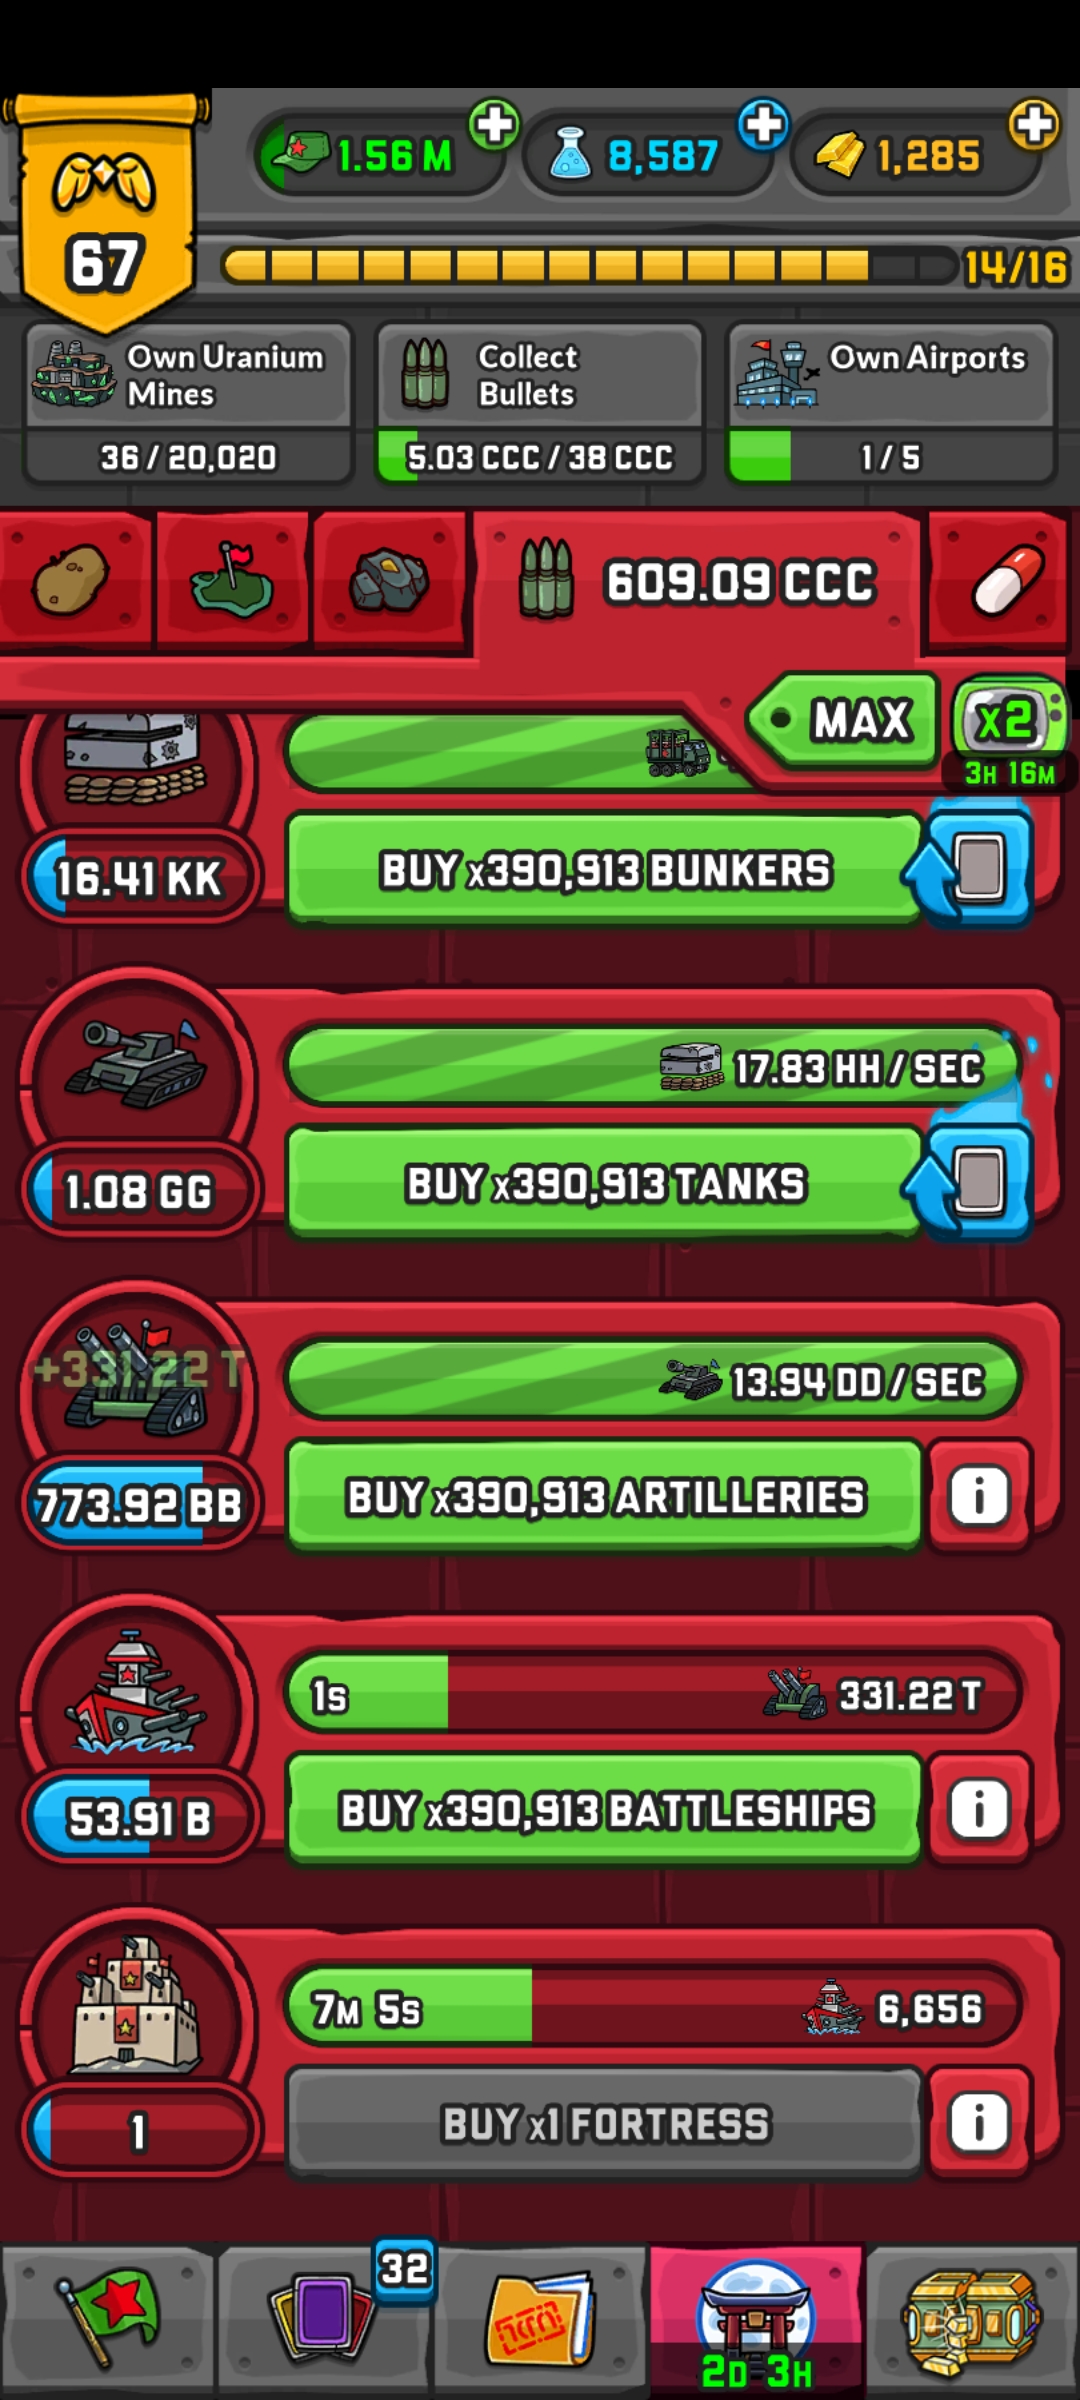 1.56 M
8,587
1,285
67
14/16
Own Uranium
Mines
36 / 20,020
Collect
Bullets
5.03 CCC / 38 CCC
Own Airports
1 / 5
609.09 CCC
MAX
x2
3H 16M
16.41 KK
BUY x390,913 BUNKERS
17.83 HH / SEC
1.08 GG
BUY x390,913 TANKS
+331.22 T
13.94 DD / SEC
773.92 BB
BUY x390,913 ARTILLERIES
i
1S
331.22 T
53.91 B
BUY x390,913 BATTLESHIPS
i
7M 5S
6,656
1
BUY x1 FORTRESS
i
32
2D 3H